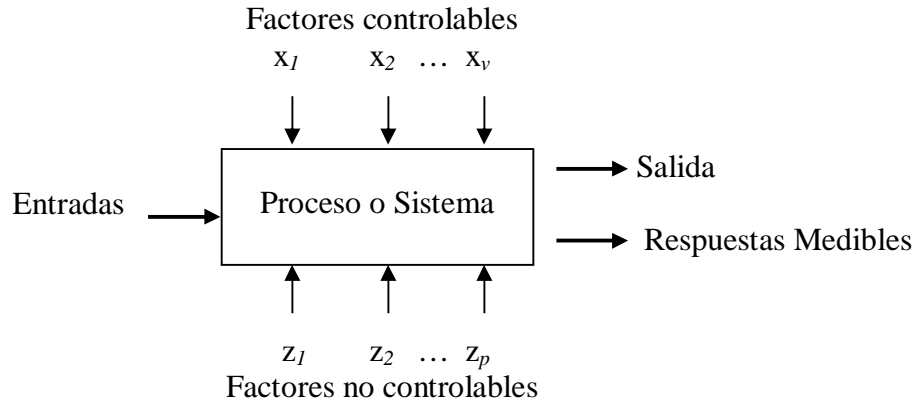 Factores controlables
x1 x2 … xv
Entradas
Proceso o Sistema
Salida
Respuestas Medibles
z1 z2 … zp
Factores no controlables